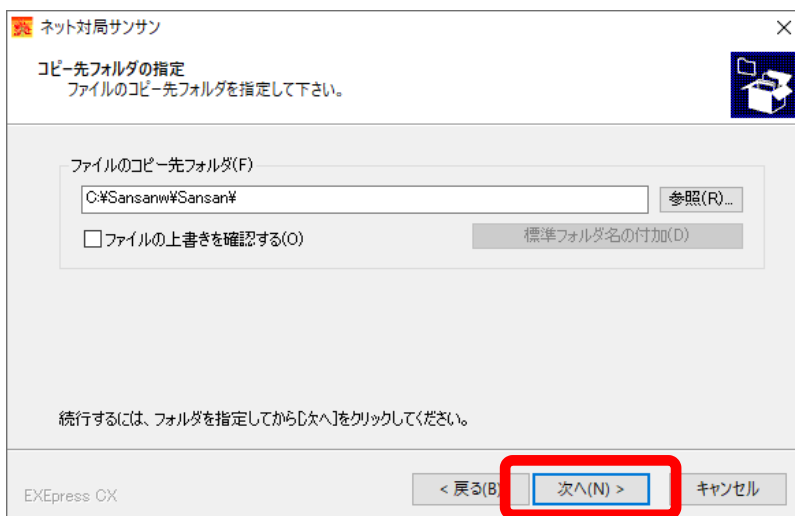 ネット対局サンサン
コピー先フォルダの指定
ファイルのコピー先フォルダを指定して下さい。
ファイルのコピー先フォルダ(F)
C:¥Sansanw¥Sansan¥
参照(R)...
ファイルの上書きを確認する(O)
標準フォルダ名の付加(D)
続行するには、フォルダを指定してから[次へ]をクリックしてください。
EXEpress CX
< 戻る(B)
次へ(N) >
キャンセル